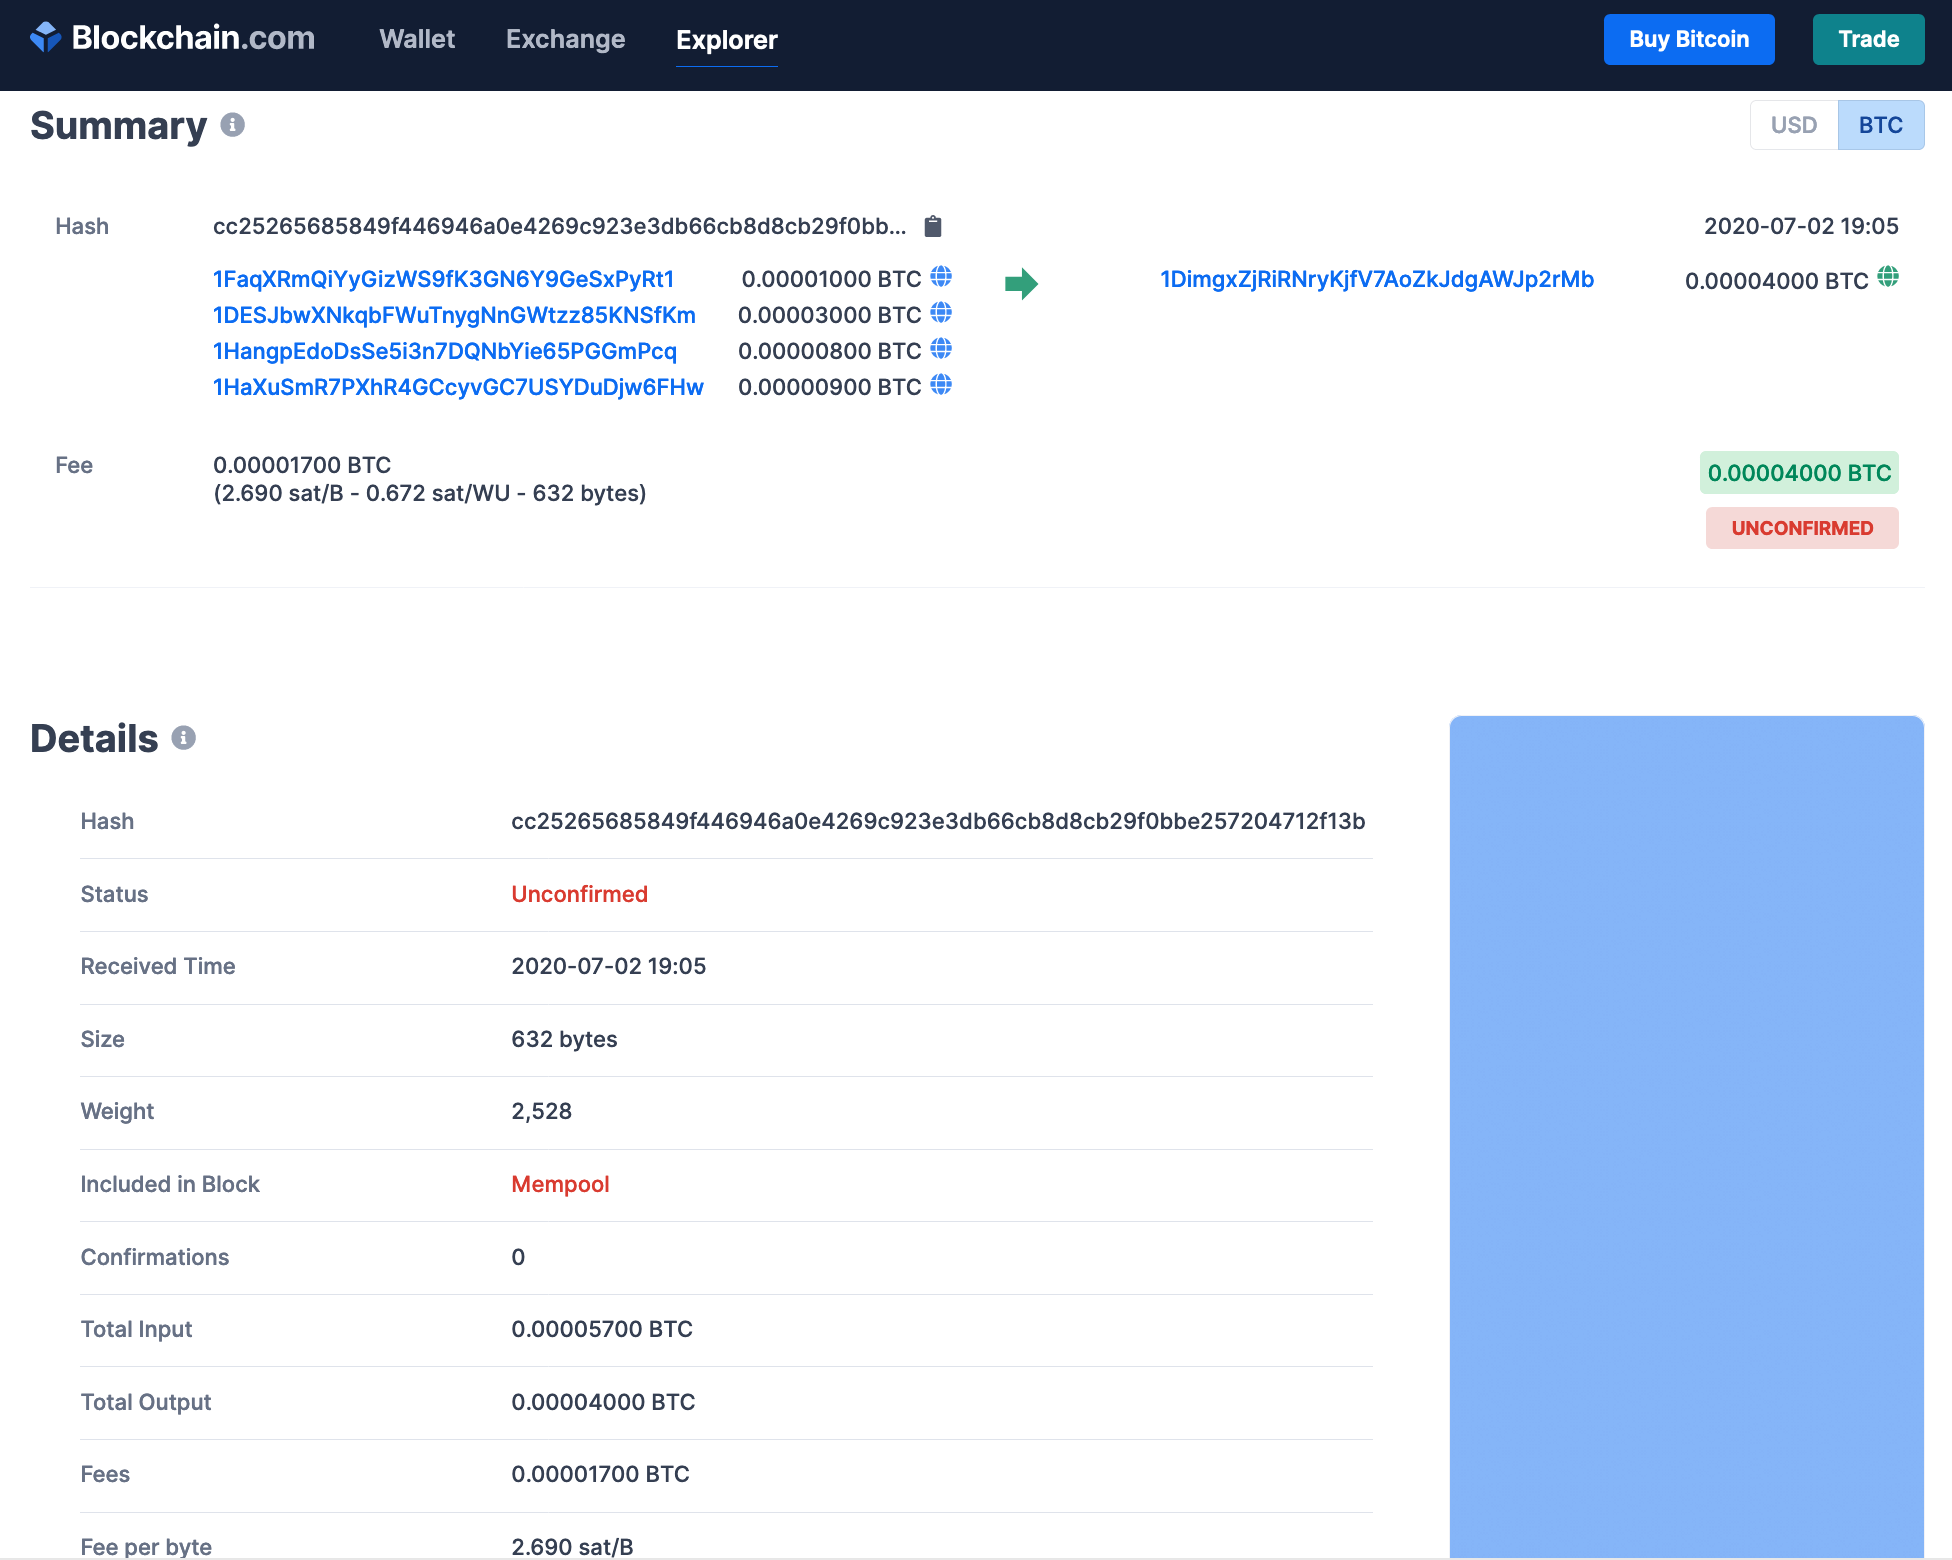 Blockchain.com Wallet Exchange Explorer Buy Bitcoin Trade
Summary USD BTC
Hash cc25265685849f446946a0e4269c923e3db66cb8d8cb29f0bb... 2020-07-02 19:05
1FaqXRmQiYyGizWS9fK3GN6Y9GeSxPyRt1 0.00001000 BTC 1DimgxZjRiRNryKjfV7AoZkJdgAWJp2rMb 0.00004000 BTC
1DESJbwXNkqbFWuTnygNnGWtzz85KNSfKm 0.00003000 BTC
1HangpEdoDsSe5i3n7DQNbYie65PGGmPcq 0.00000800 BTC
1HaXuSmR7PXhR4GCcyvGC7USYDuDjw6FHw 0.00000900 BTC
Fee 0.00001700 BTC 0.00004000 BTC
(2.690 sat/B - 0.672 sat/WU - 632 bytes)
UNCONFIRMED
Details
Hash cc25265685849f446946a0e4269c923e3db66cb8d8cb29f0bbe257204712f13b
Status Unconfirmed
Received Time 2020-07-02 19:05
Size 632 bytes
Weight 2,528
Included in Block Mempool
Confirmations 0
Total Input 0.00005700 BTC
Total Output 0.00004000 BTC
Fees 0.00001700 BTC
Fee per byte 2.690 sat/B